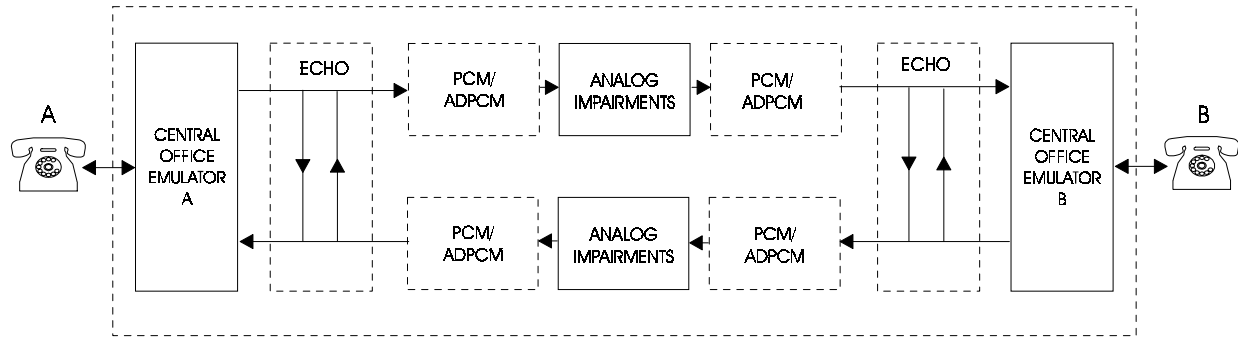 A
CENTRAL
OFFICE
EMULATOR
A
ECHO
PCM/
ADPCM
ANALOG
IMPAIRMENTS
PCM/
ADPCM
ECHO
CENTRAL
OFFICE
EMULATOR
B
B
PCM/
ADPCM
ANALOG
IMPAIRMENTS
PCM/
ADPCM